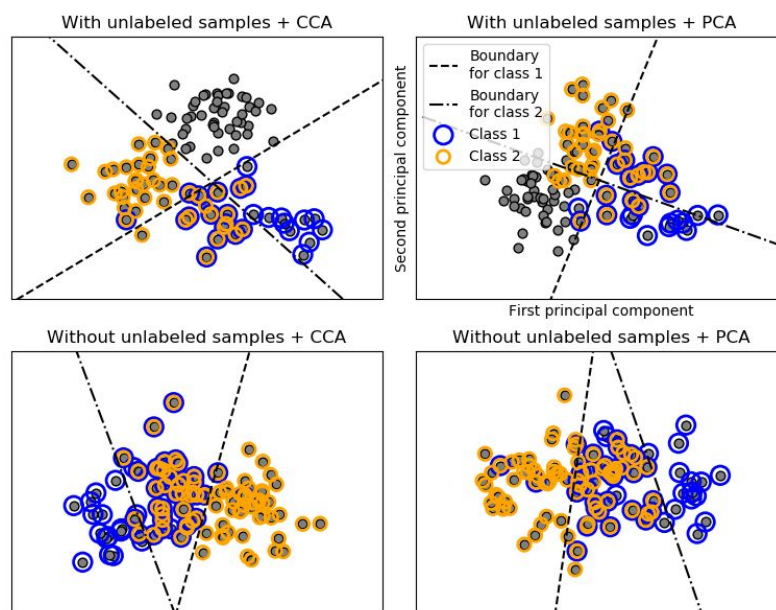 With unlabeled samples + CCA
With unlabeled samples + PCA
Boundary
for class 1
Boundary
for class 2
Class 1
Class 2
Second principal component
First principal component
Without unlabeled samples + CCA
Without unlabeled samples + PCA